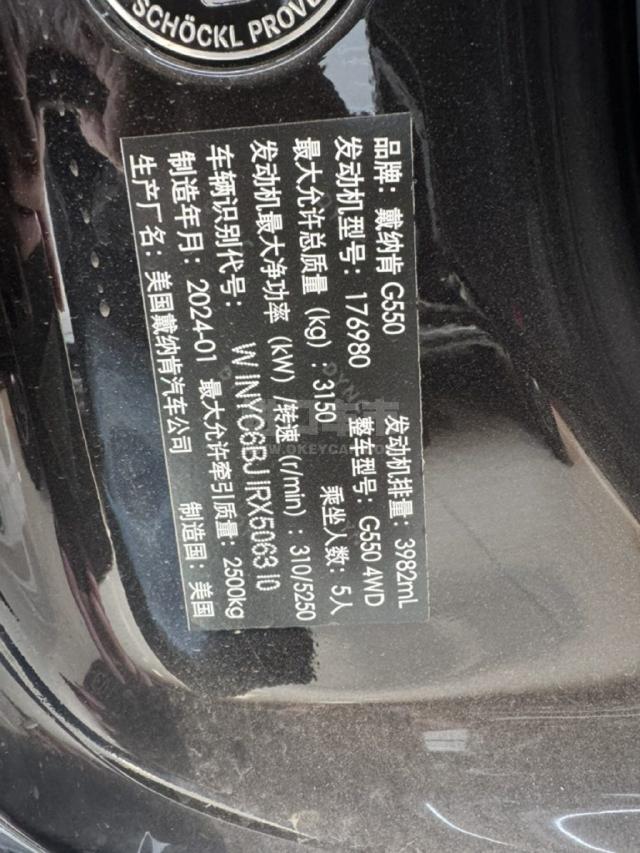 SCHÖCKL PROVE
品牌：戴纳肯 G550 发动机排量：3982mL
发动机型号：176980 整车型号：G550 4WD
最大允许总质量（kg）：3150 乘坐人数：5人
发动机最大净功率（kW）/转速（r/min）：310/5250
车辆识别代号：W1NYC6BJ1RX506310
制造年月：2024-01 最大允许牵引质量：2500kg
生产厂名：美国戴纳肯汽车公司 制造国：美国